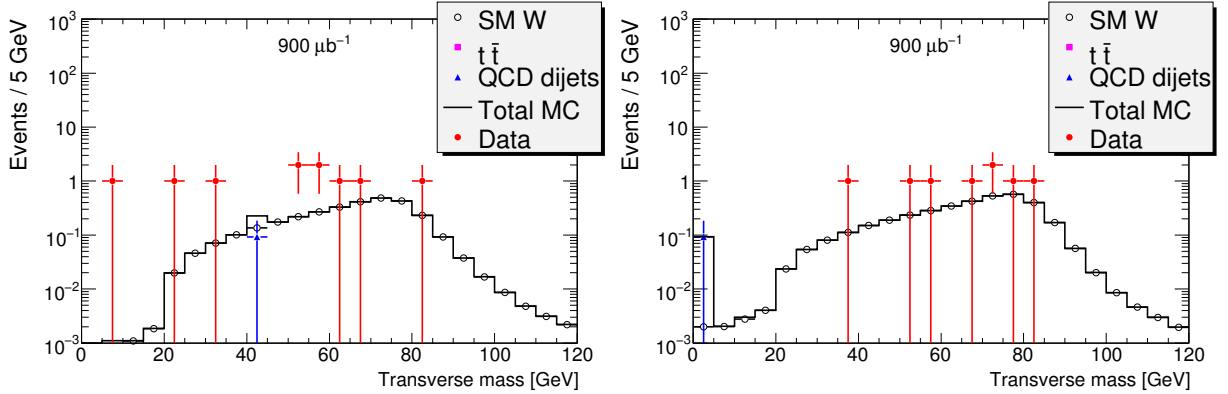 Events / 5 GeV
10³
10²
10
1
10⁻¹
10⁻²
10⁻³
900 μb⁻¹
SM W
t t̄
QCD dijets
Total MC
Data
0 20 40 60 80 100 120
Transverse mass [GeV]
Events / 5 GeV
10³
10²
10
1
10⁻¹
10⁻²
10⁻³
900 μb⁻¹
SM W
t t̄
QCD dijets
Total MC
Data
0 20 40 60 80 100 120
Transverse mass [GeV]